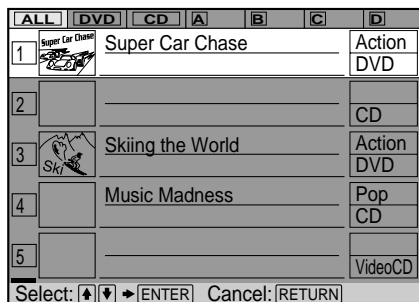 ALL DVD CD A B C D
1 Super Car Chase Super Car Chase Action
DVD
2 CD
3 Ski Skiing the World Action
DVD
4 Music Madness Pop
CD
5 VideoCD
Select: ENTER Cancel: RETURN